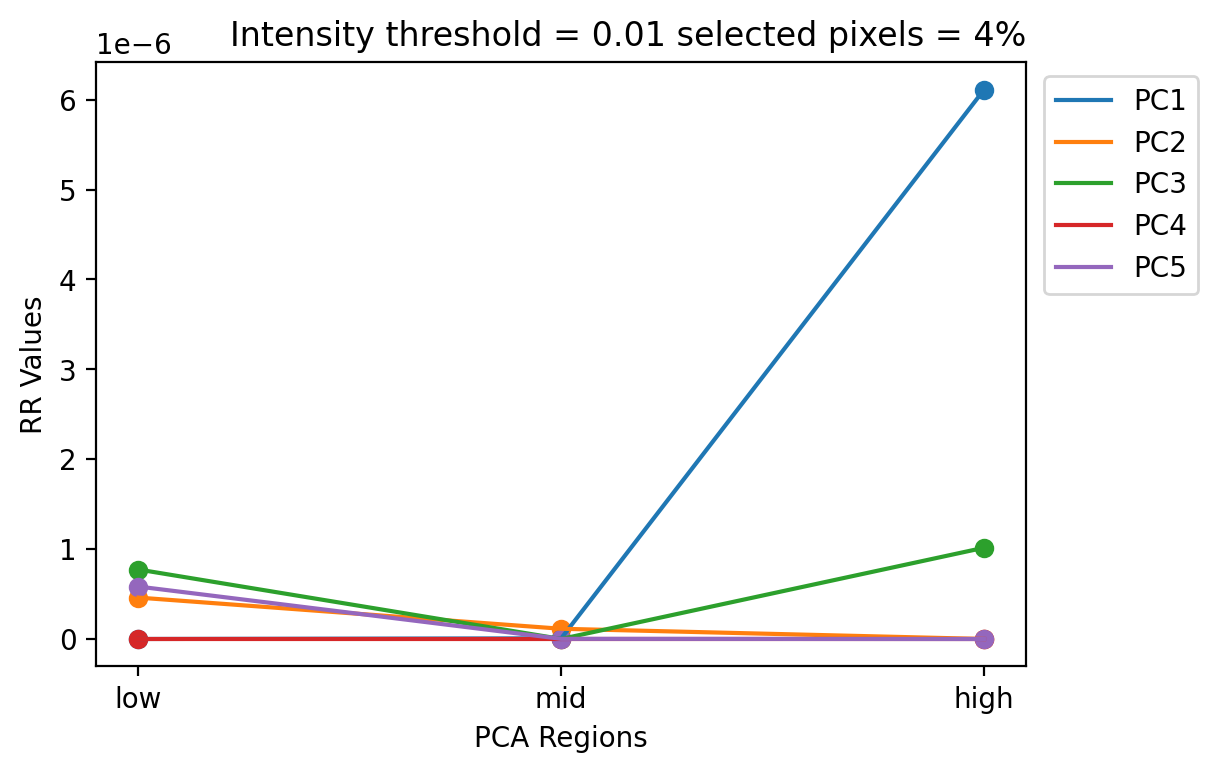 Intensity threshold = 0.01 selected pixels = 4%
1e−6
6
5
4
3
2
1
0
RR Values
low mid high
PCA Regions
PC1
PC2
PC3
PC4
PC5